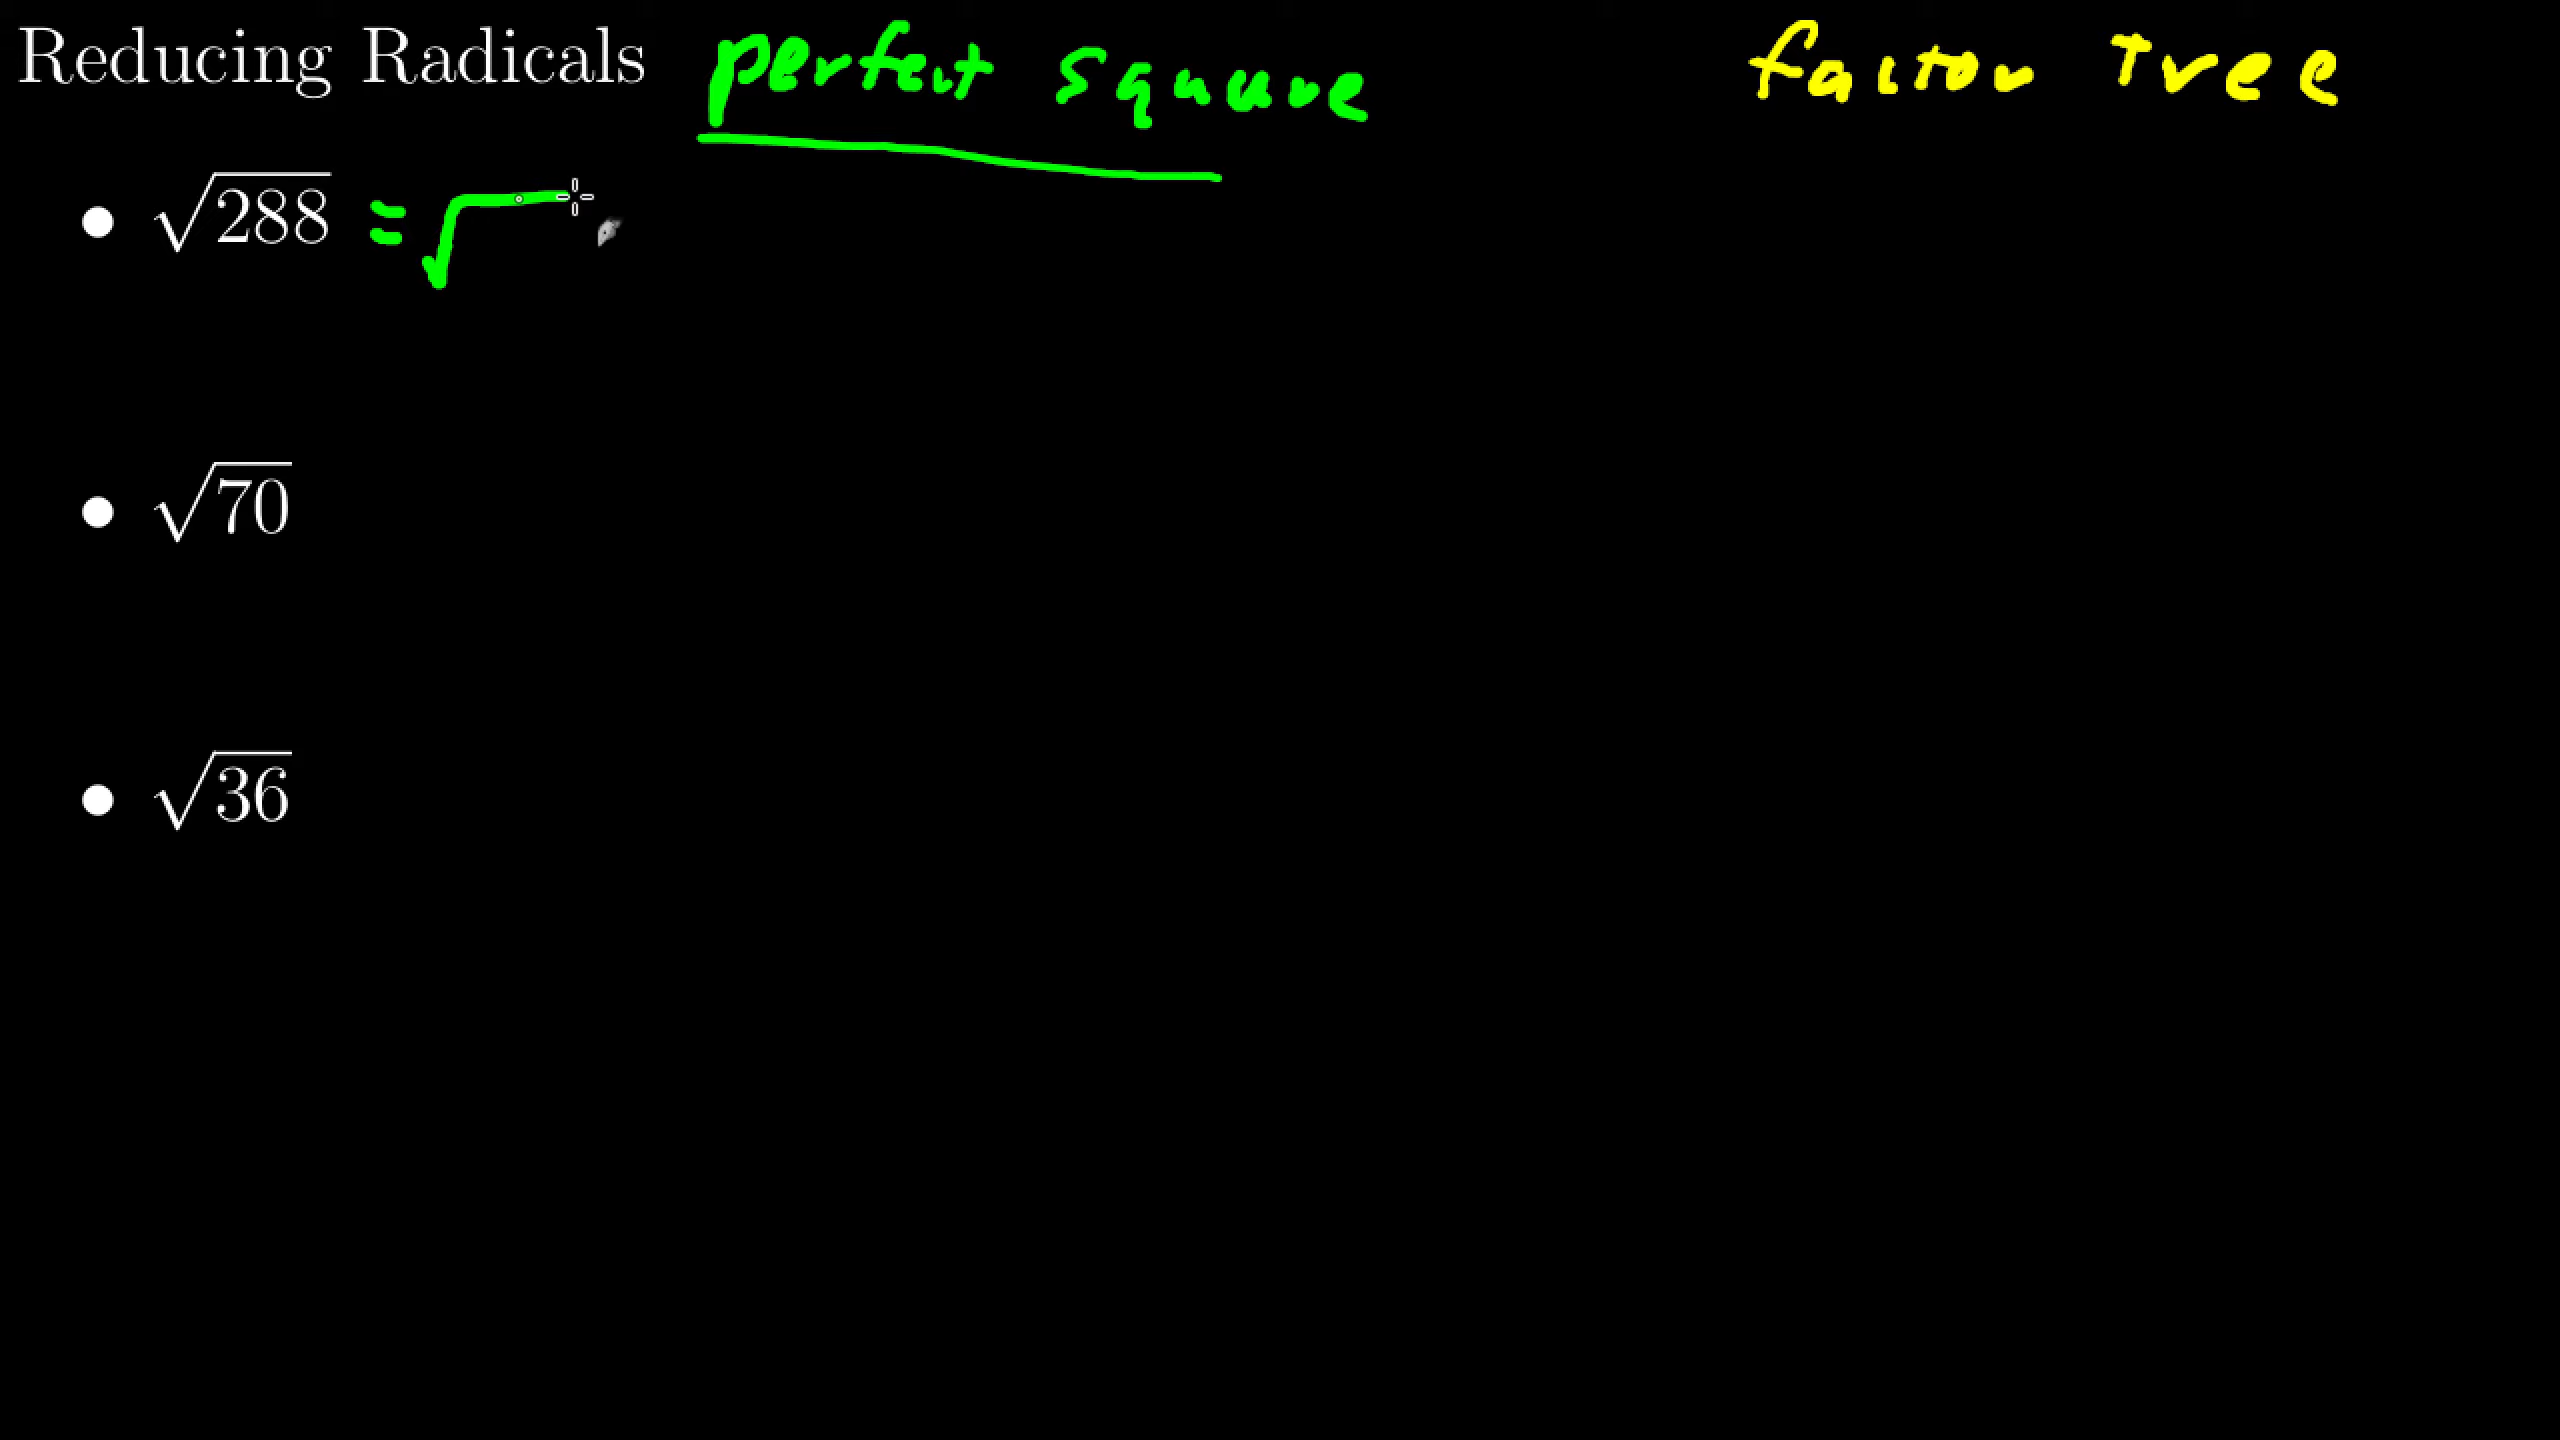 Reducing Radicals perfect square factor Tree
• √288 = √
• √70
• √36